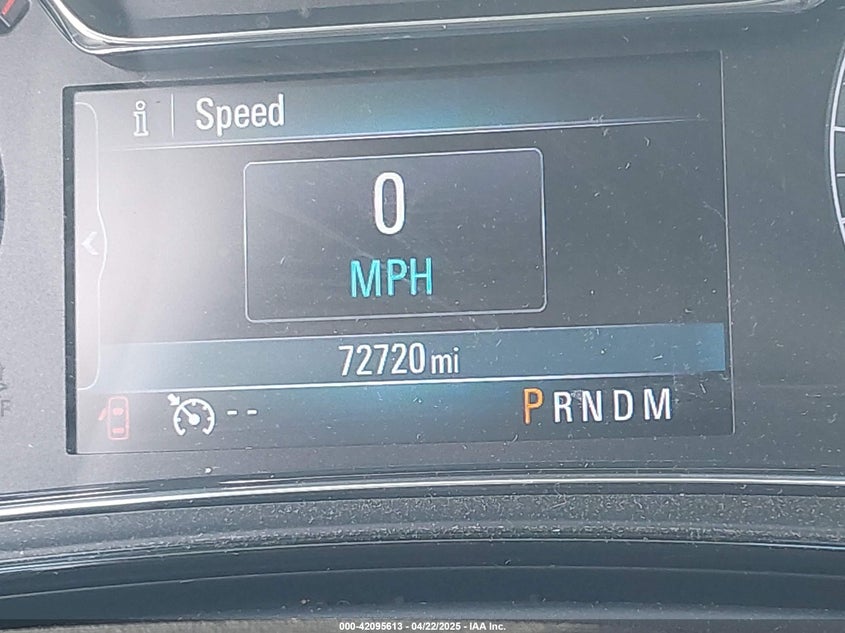 i Speed
0
MPH
72720 mi
-- PRNDM
F
000-42095613 - 04/22/2025 - IAA Inc.